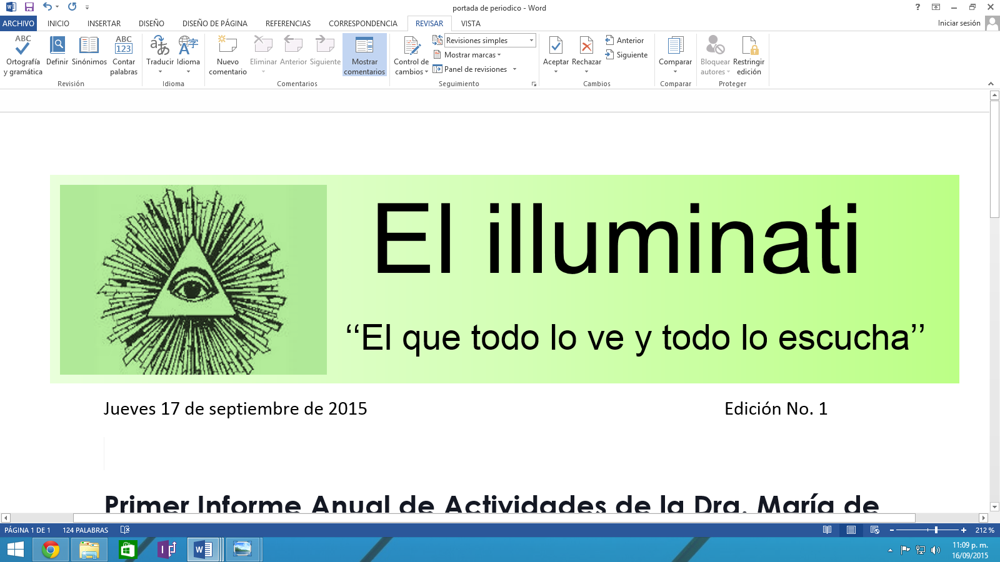 portada de periodico - Word
?
ARCHIVO INICIO INSERTAR DISEÑO DISEÑO DE PÁGINA REFERENCIAS CORRESPONDENCIA REVISAR VISTA Iniciar sesión
ABC Ortografía y gramática
Definir
Sinónimos
ABC 123 Contar palabras
Traducir
Idioma
Nuevo comentario
Eliminar
Anterior
Siguiente
Mostrar comentarios
Control de cambios
Revisiones simples
Mostrar marcas
Panel de revisiones
Aceptar
Rechazar
Anterior
Siguiente
Comparar
Bloquear autores
Restringir edición
Revisión Idioma Comentarios Seguimiento Cambios Comparar Proteger
El illuminati
‘‘El que todo lo ve y todo lo escucha’’
Jueves 17 de septiembre de 2015 Edición No. 1
Primer Informe Anual de Actividades de la Dra. María de
PÁGINA 1 DE 1 124 PALABRAS 212 %
11:09 p. m.
16/09/2015